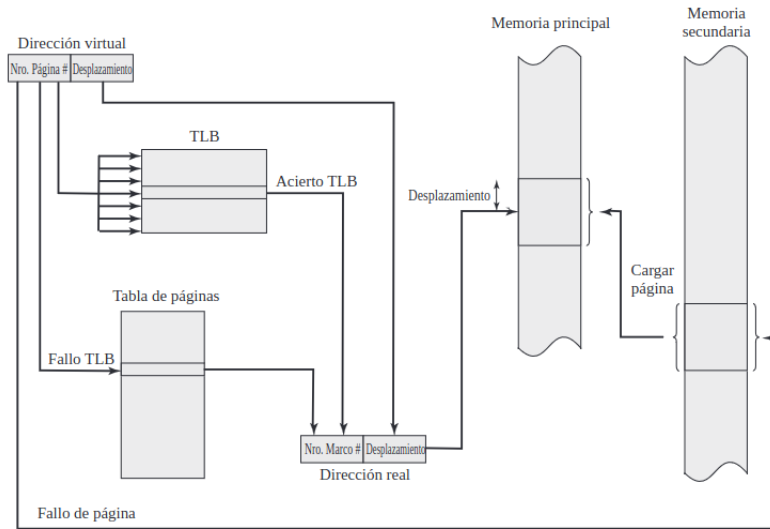 Memoria principal
Memoria
secundaria
Dirección virtual
Nro. Página # Desplazamiento
TLB
Acierto TLB
Desplazamiento
Cargar
página
Tabla de páginas
Fallo TLB
Nro. Marco # Desplazamiento
Dirección real
Fallo de página